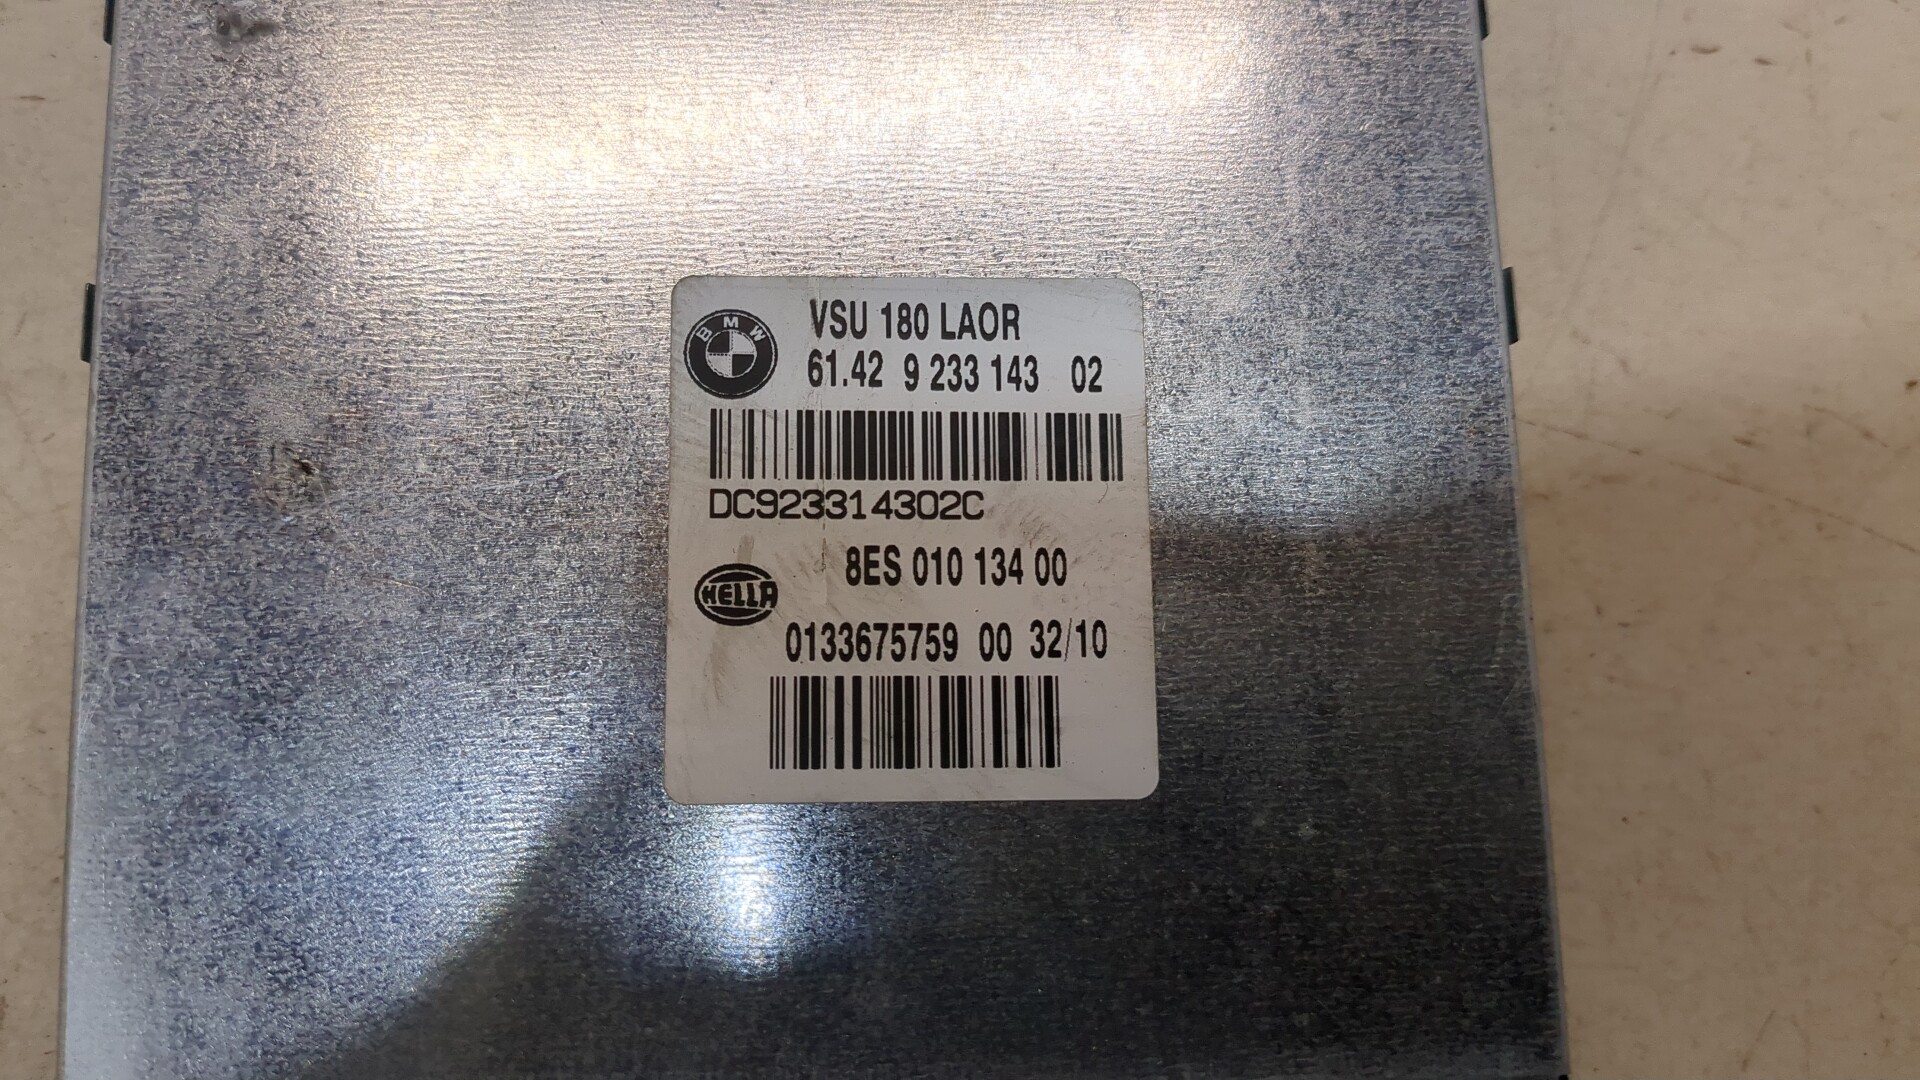 BMW
VSU 180 LAOR
61.42 9 233 143 02
DC923314302C
8ES 010 134 00
HELLA
0133675759 00 32/10